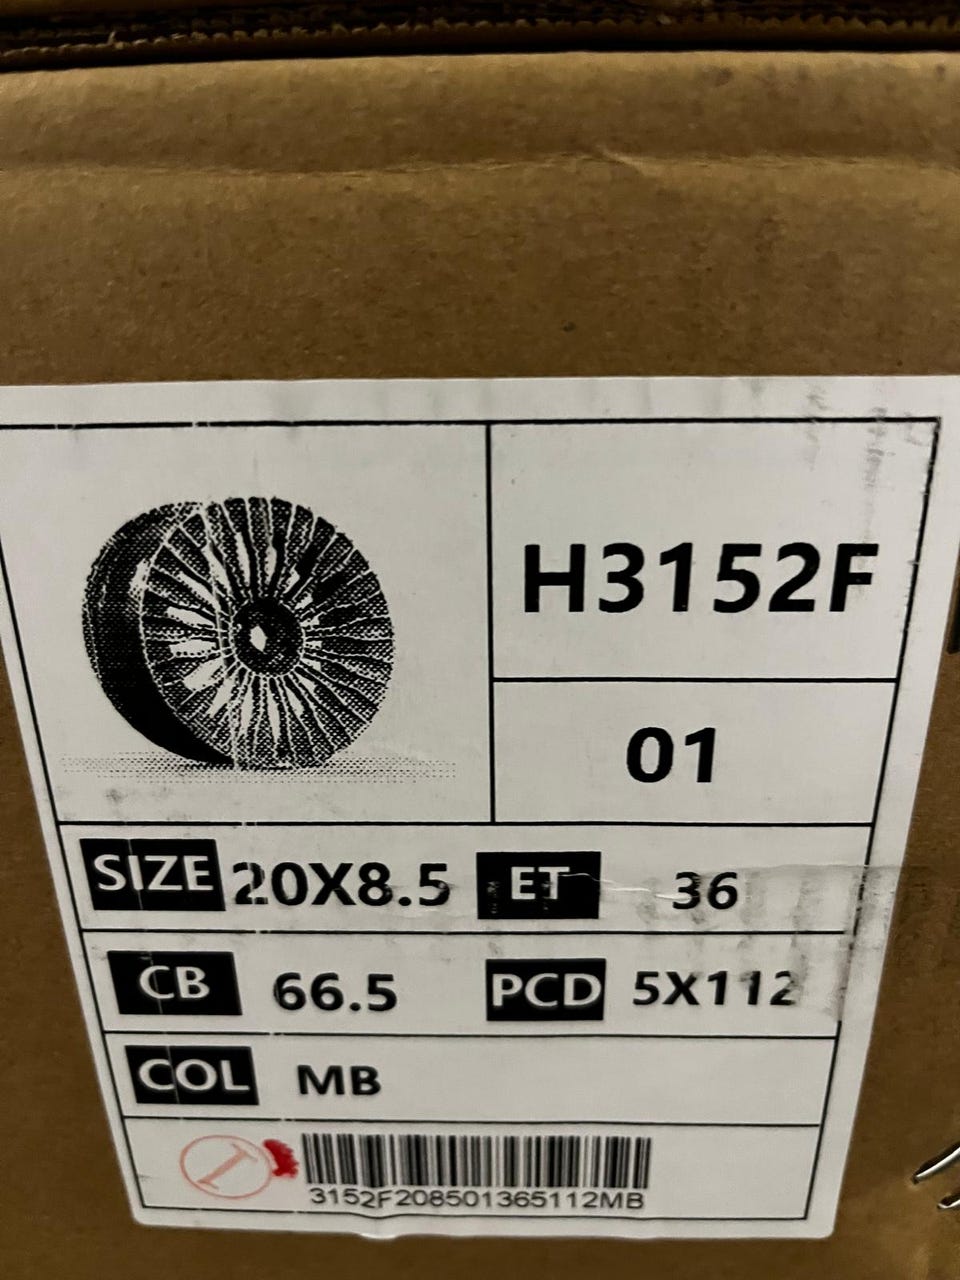 H3152F
01
SIZE 20X8.5 ET 36
CB 66.5 PCD 5X112
COL MB
3152F208501365112MB